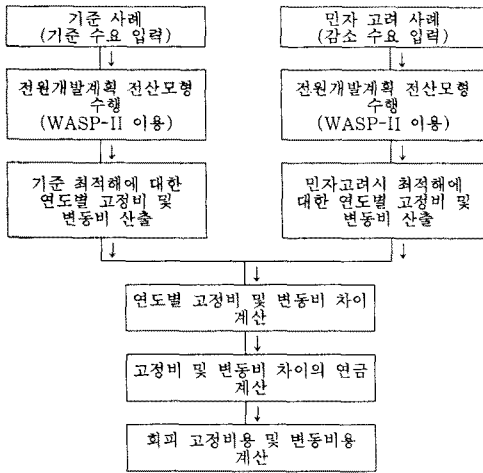 기준 사례
(기준 수요 입력)
민자 고려 사례
(감소 수요 입력)
전원개발계획 전산모형
수행
(WASP-II 이용)
전원개발계획 전산모형
수행
(WASP-II 이용)
기준 최적해에 대한
연도별 고정비 및
변동비 산출
민자고려시 최적해에
대한 연도별 고정비 및
변동비 산출
연도별 고정비 및 변동비 차이
계산
고정비 및 변동비 차이의 연금
계산
회피 고정비용 및 변동비용
계산